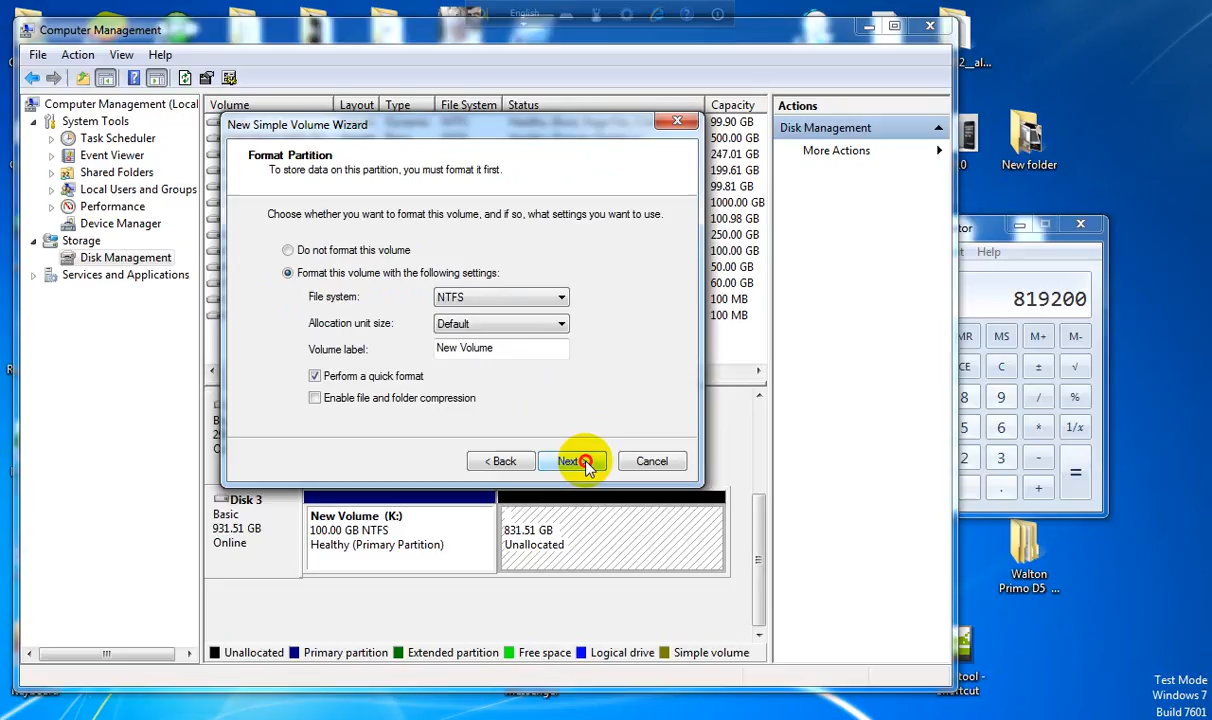 English
Computer Management
File Action View Help
Computer Management (Local
System Tools
Task Scheduler
Event Viewer
Shared Folders
Local Users and Groups
Performance
Device Manager
Storage
Disk Management
Services and Applications
Volume Layout Type File System Status Capacity
99.90 GB
500.00 GB
247.01 GB
199.61 GB
99.81 GB
1000.00 GB
100.98 GB
250.00 GB
100.00 GB
50.00 GB
60.00 GB
100 MB
100 MB
New Simple Volume Wizard
Format Partition
To store data on this partition, you must format it first.
Choose whether you want to format this volume, and if so, what settings you want to use.
Do not format this volume
Format this volume with the following settings:
File system: NTFS
Allocation unit size: Default
Volume label: New Volume
Perform a quick format
Enable file and folder compression
< Back Next Cancel
Disk 3
Basic
931.51 GB
Online
New Volume (K:)
100.00 GB NTFS
Healthy (Primary Partition)
831.51 GB
Unallocated
Unallocated Primary partition Extended partition Free space Logical drive Simple volume
Actions
Disk Management
More Actions
2__al...
.0
New folder
tor
Help
819200
MR MS M+ M-
CE C ± √
8 9 / %
5 6 * 1/x
2 3 - =
. +
Walton
Primo D5 ...
tool -
shortcut
Test Mode
Windows 7
Build 7601